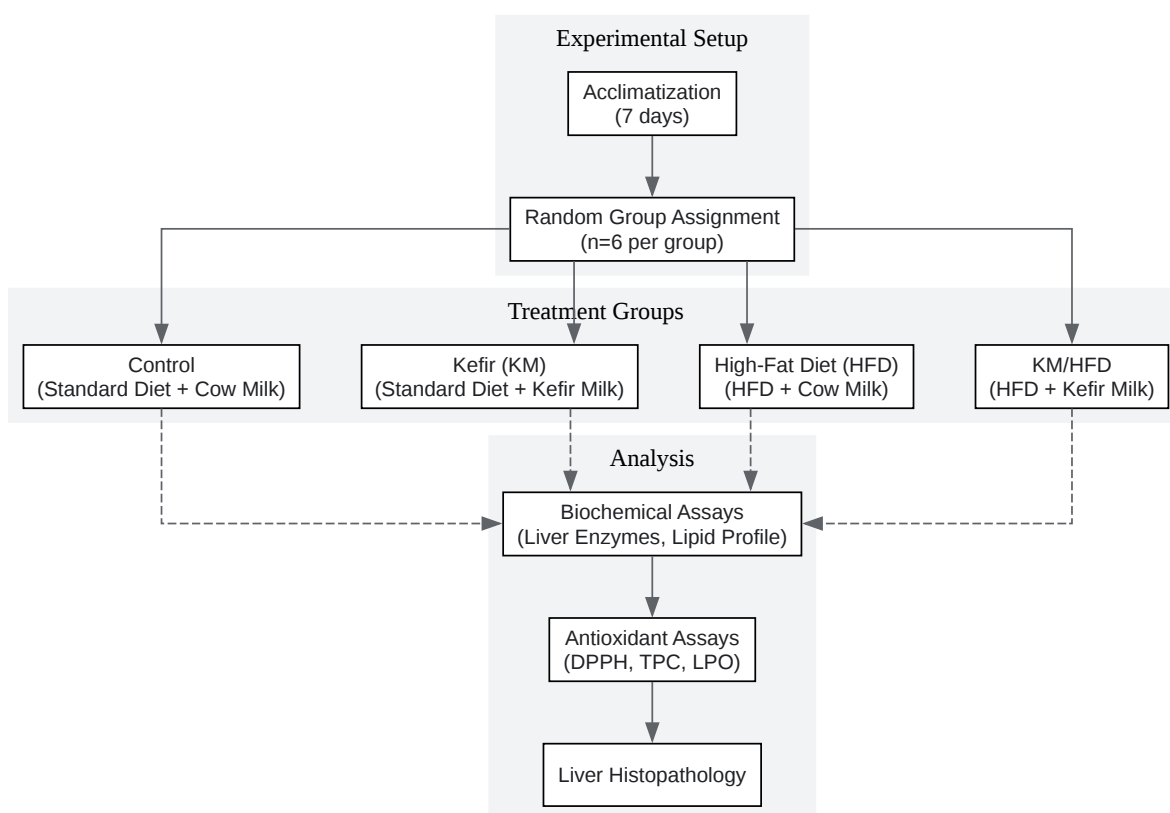 Experimental Setup
Acclimatization
(7 days)
Random Group Assignment
(n=6 per group)
Treatment Groups
Control
(Standard Diet + Cow Milk)
Kefir (KM)
(Standard Diet + Kefir Milk)
High-Fat Diet (HFD)
(HFD + Cow Milk)
KM/HFD
(HFD + Kefir Milk)
Analysis
Biochemical Assays
(Liver Enzymes, Lipid Profile)
Antioxidant Assays
(DPPH, TPC, LPO)
Liver Histopathology